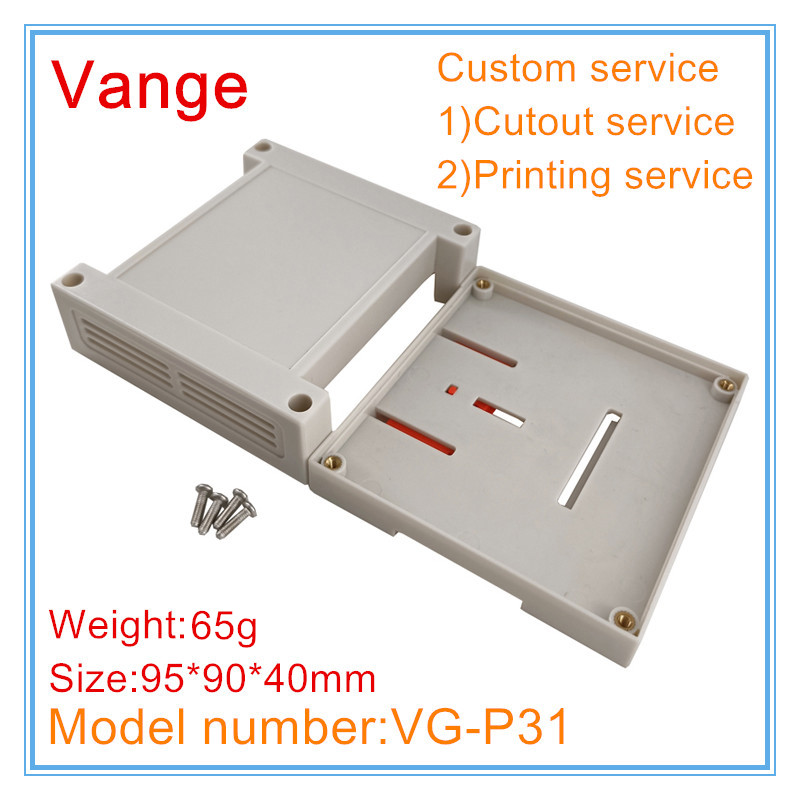 Vange
Custom service
1)Cutout service
2)Printing service
Weight:65g
Size:95*90*40mm
Model number:VG-P31